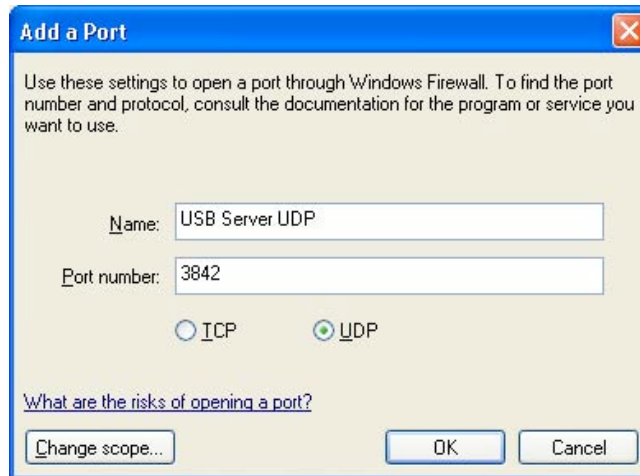 Add a Port
Use these settings to open a port through Windows Firewall. To find the port
number and protocol, consult the documentation for the program or service you
want to use.
Name: USB Server UDP
Port number: 3842
TCP UDP
What are the risks of opening a port?
Change scope... OK Cancel